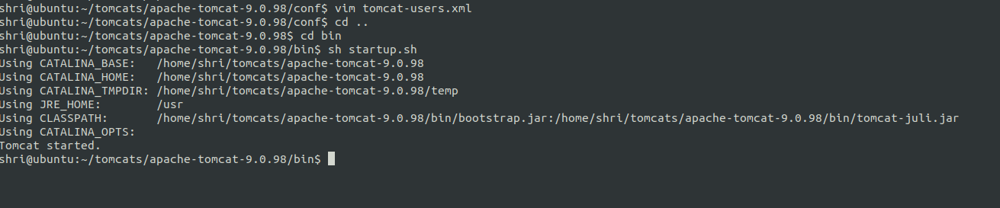 shri@ubuntu:~/tomcats/apache-tomcat-9.0.98/conf$ vim tomcat-users.xml
shri@ubuntu:~/tomcats/apache-tomcat-9.0.98/conf$ cd ..
shri@ubuntu:~/tomcats/apache-tomcat-9.0.98$ cd bin
shri@ubuntu:~/tomcats/apache-tomcat-9.0.98/bin$ sh startup.sh
Using CATALINA_BASE:   /home/shri/tomcats/apache-tomcat-9.0.98
Using CATALINA_HOME:   /home/shri/tomcats/apache-tomcat-9.0.98
Using CATALINA_TMPDIR: /home/shri/tomcats/apache-tomcat-9.0.98/temp
Using JRE_HOME:        /usr
Using CLASSPATH:       /home/shri/tomcats/apache-tomcat-9.0.98/bin/bootstrap.jar:/home/shri/tomcats/apache-tomcat-9.0.98/bin/tomcat-juli.jar
Using CATALINA_OPTS:
Tomcat started.
shri@ubuntu:~/tomcats/apache-tomcat-9.0.98/bin$